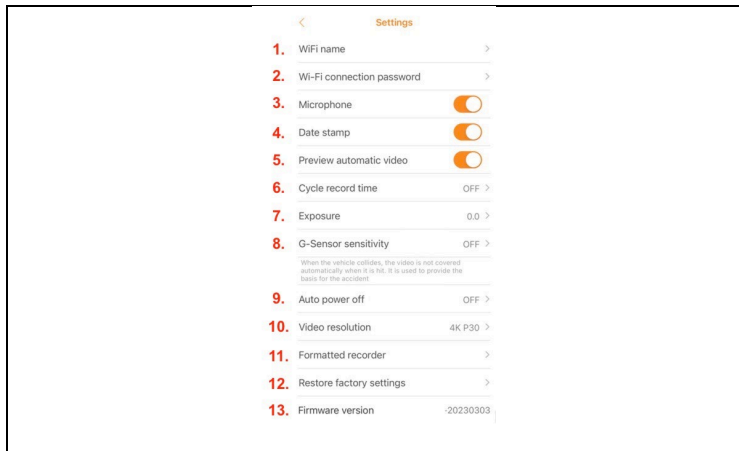 Settings
1. WiFi name
2. Wi-Fi connection password
3. Microphone
4. Date stamp
5. Preview automatic video
6. Cycle record time OFF
7. Exposure 0.0
8. G-Sensor sensitivity OFF
When the vehicle collides, the video is not covered
automatically when it is hit. It is used to provide the
basis for the accident
9. Auto power off OFF
10. Video resolution 4K P30
11. Formatted recorder
12. Restore factory settings
13. Firmware version -20230303